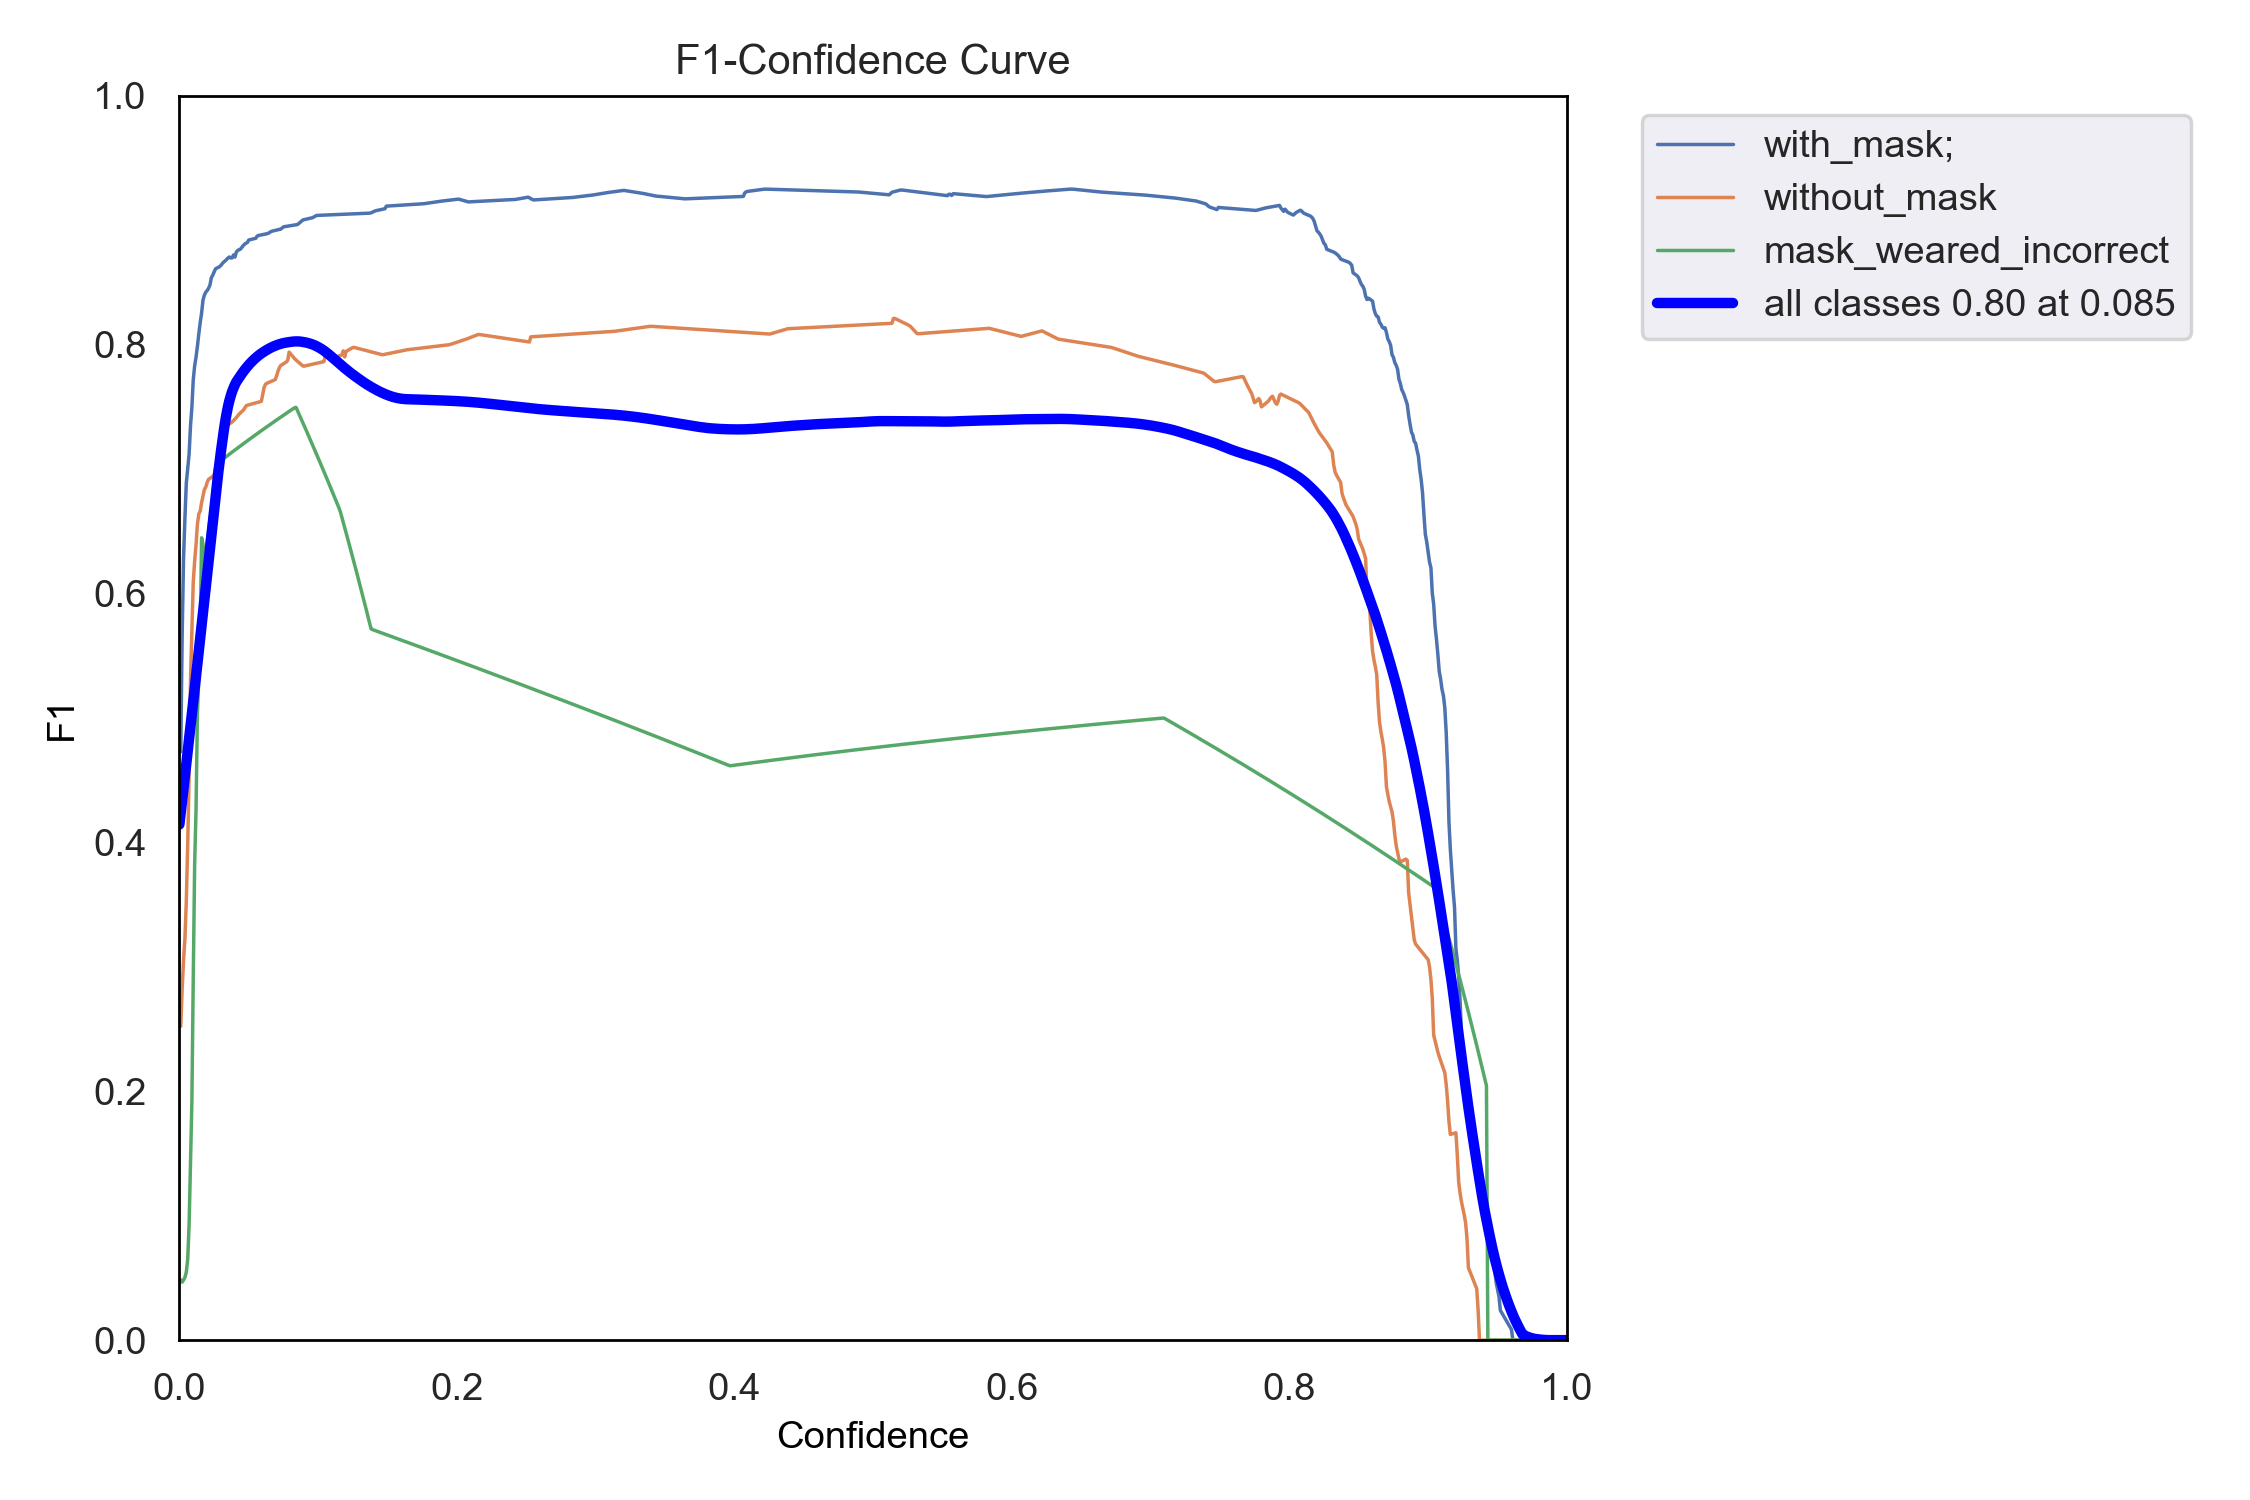 F1-Confidence Curve
1.0
0.8
0.6
0.4
0.2
0.0
F1
0.0 0.2 0.4 0.6 0.8 1.0
Confidence
with_mask;
without_mask
mask_weared_incorrect
all classes 0.80 at 0.085